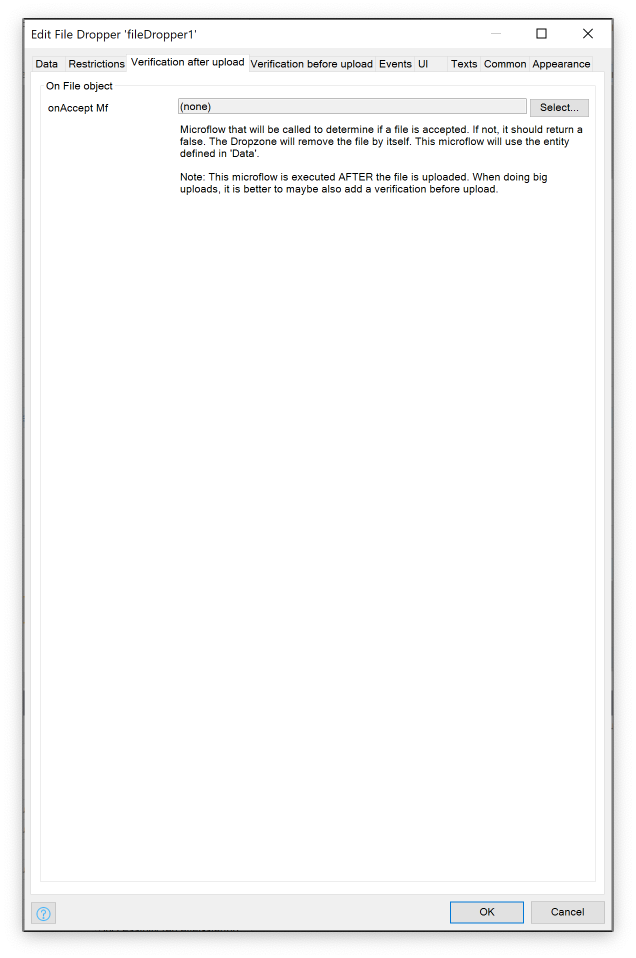 Edit File Dropper 'fileDropper1'
Data Restrictions Verification after upload Verification before upload Events UI Texts Common Appearance
On File object
onAccept Mf (none) Select...
Microflow that will be called to determine if a file is accepted. If not, it should return a
false. The Dropzone will remove the file by itself. This microflow will use the entity
defined in 'Data'.
Note: This microflow is executed AFTER the file is uploaded. When doing big
uploads, it is better to maybe also add a verification before upload.
? OK Cancel